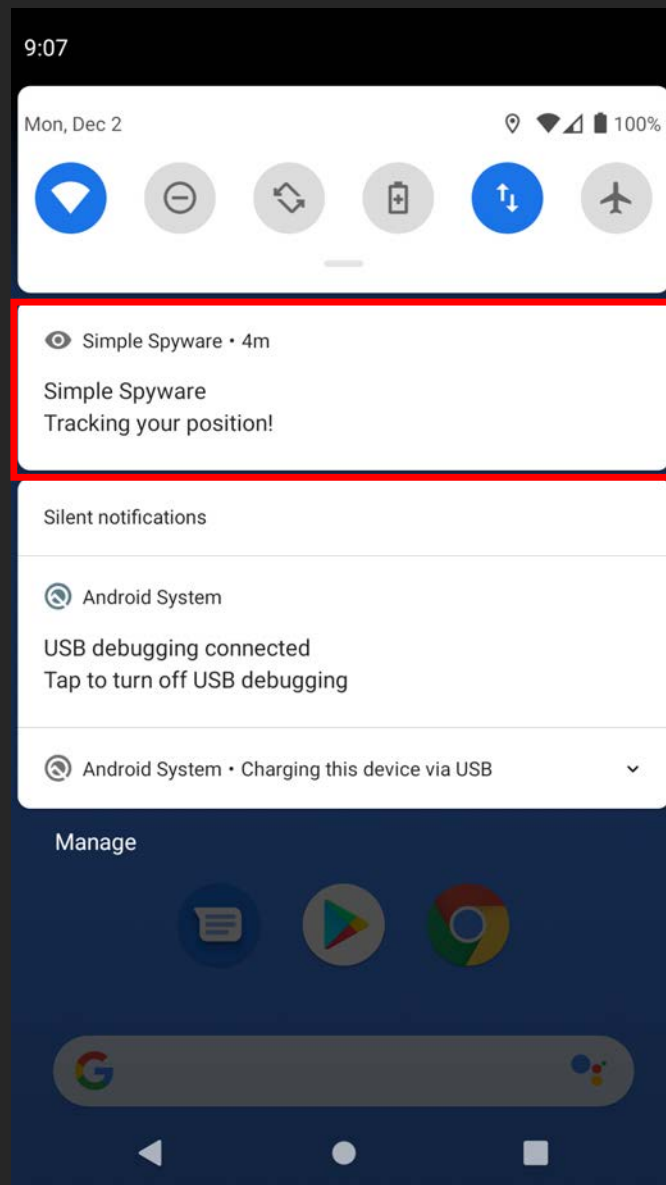 9:07
Mon, Dec 2
100%
Simple Spyware • 4m
Simple Spyware
Tracking your position!
Silent notifications
Android System
USB debugging connected
Tap to turn off USB debugging
Android System • Charging this device via USB
Manage